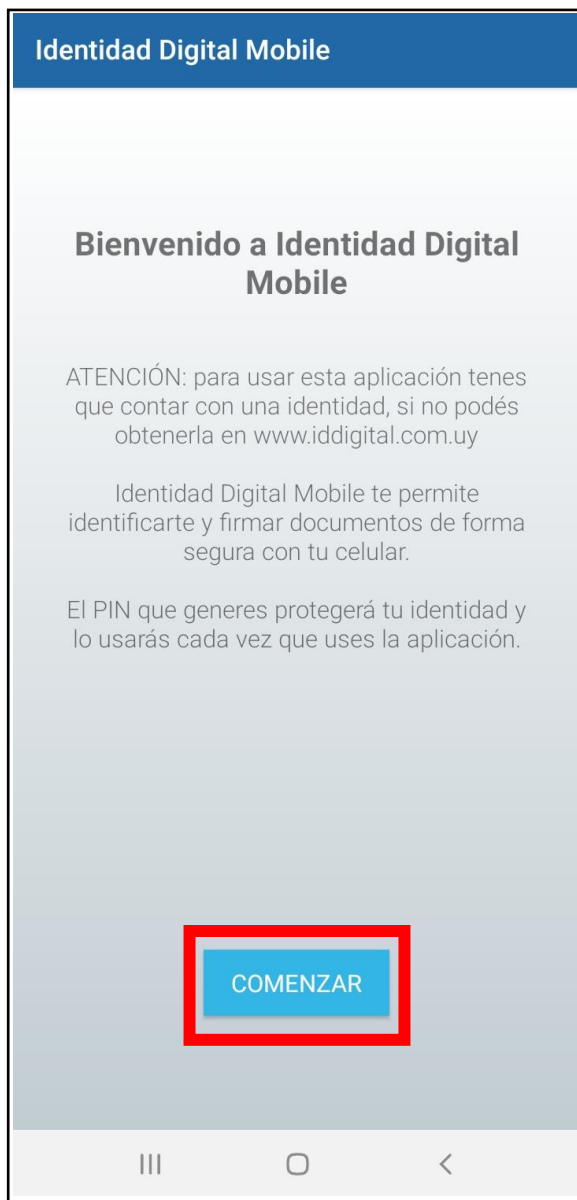 Identidad Digital Mobile
Bienvenido a Identidad Digital
Mobile
ATENCIÓN: para usar esta aplicación tenes
que contar con una identidad, si no podés
obtenerla en www.iddigital.com.uy
Identidad Digital Mobile te permite
identificarte y firmar documentos de forma
segura con tu celular.
El PIN que generes protegerá tu identidad y
lo usarás cada vez que uses la aplicación.
COMENZAR